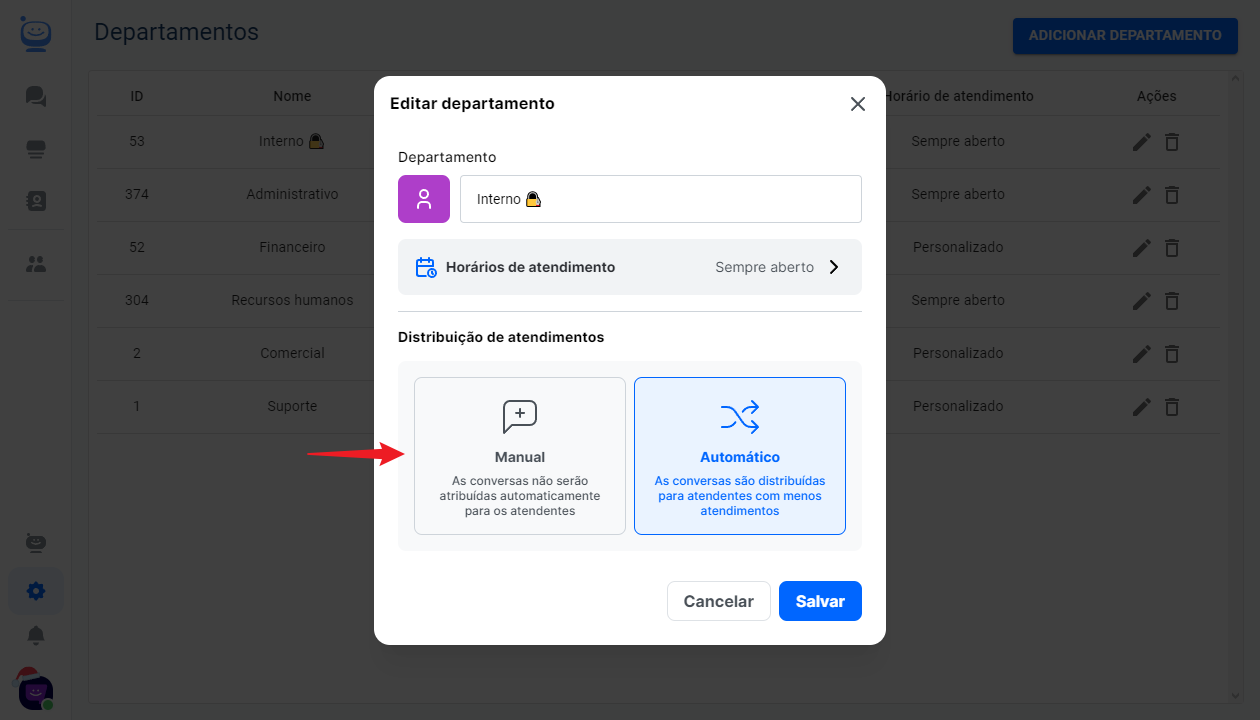 Departamentos
ADICIONAR DEPARTAMENTO
ID Nome Horário de atendimento Ações
53 Interno Sempre aberto
374 Administrativo Sempre aberto
52 Financeiro Personalizado
304 Recursos humanos Sempre aberto
2 Comercial Personalizado
1 Suporte Personalizado
Editar departamento
Departamento
Interno
Horários de atendimento Sempre aberto
Distribuição de atendimentos
Manual
As conversas não serão
atribuídas automaticamente
para os atendentes
Automático
As conversas são distribuídas
para atendentes com menos
atendimentos
Cancelar Salvar